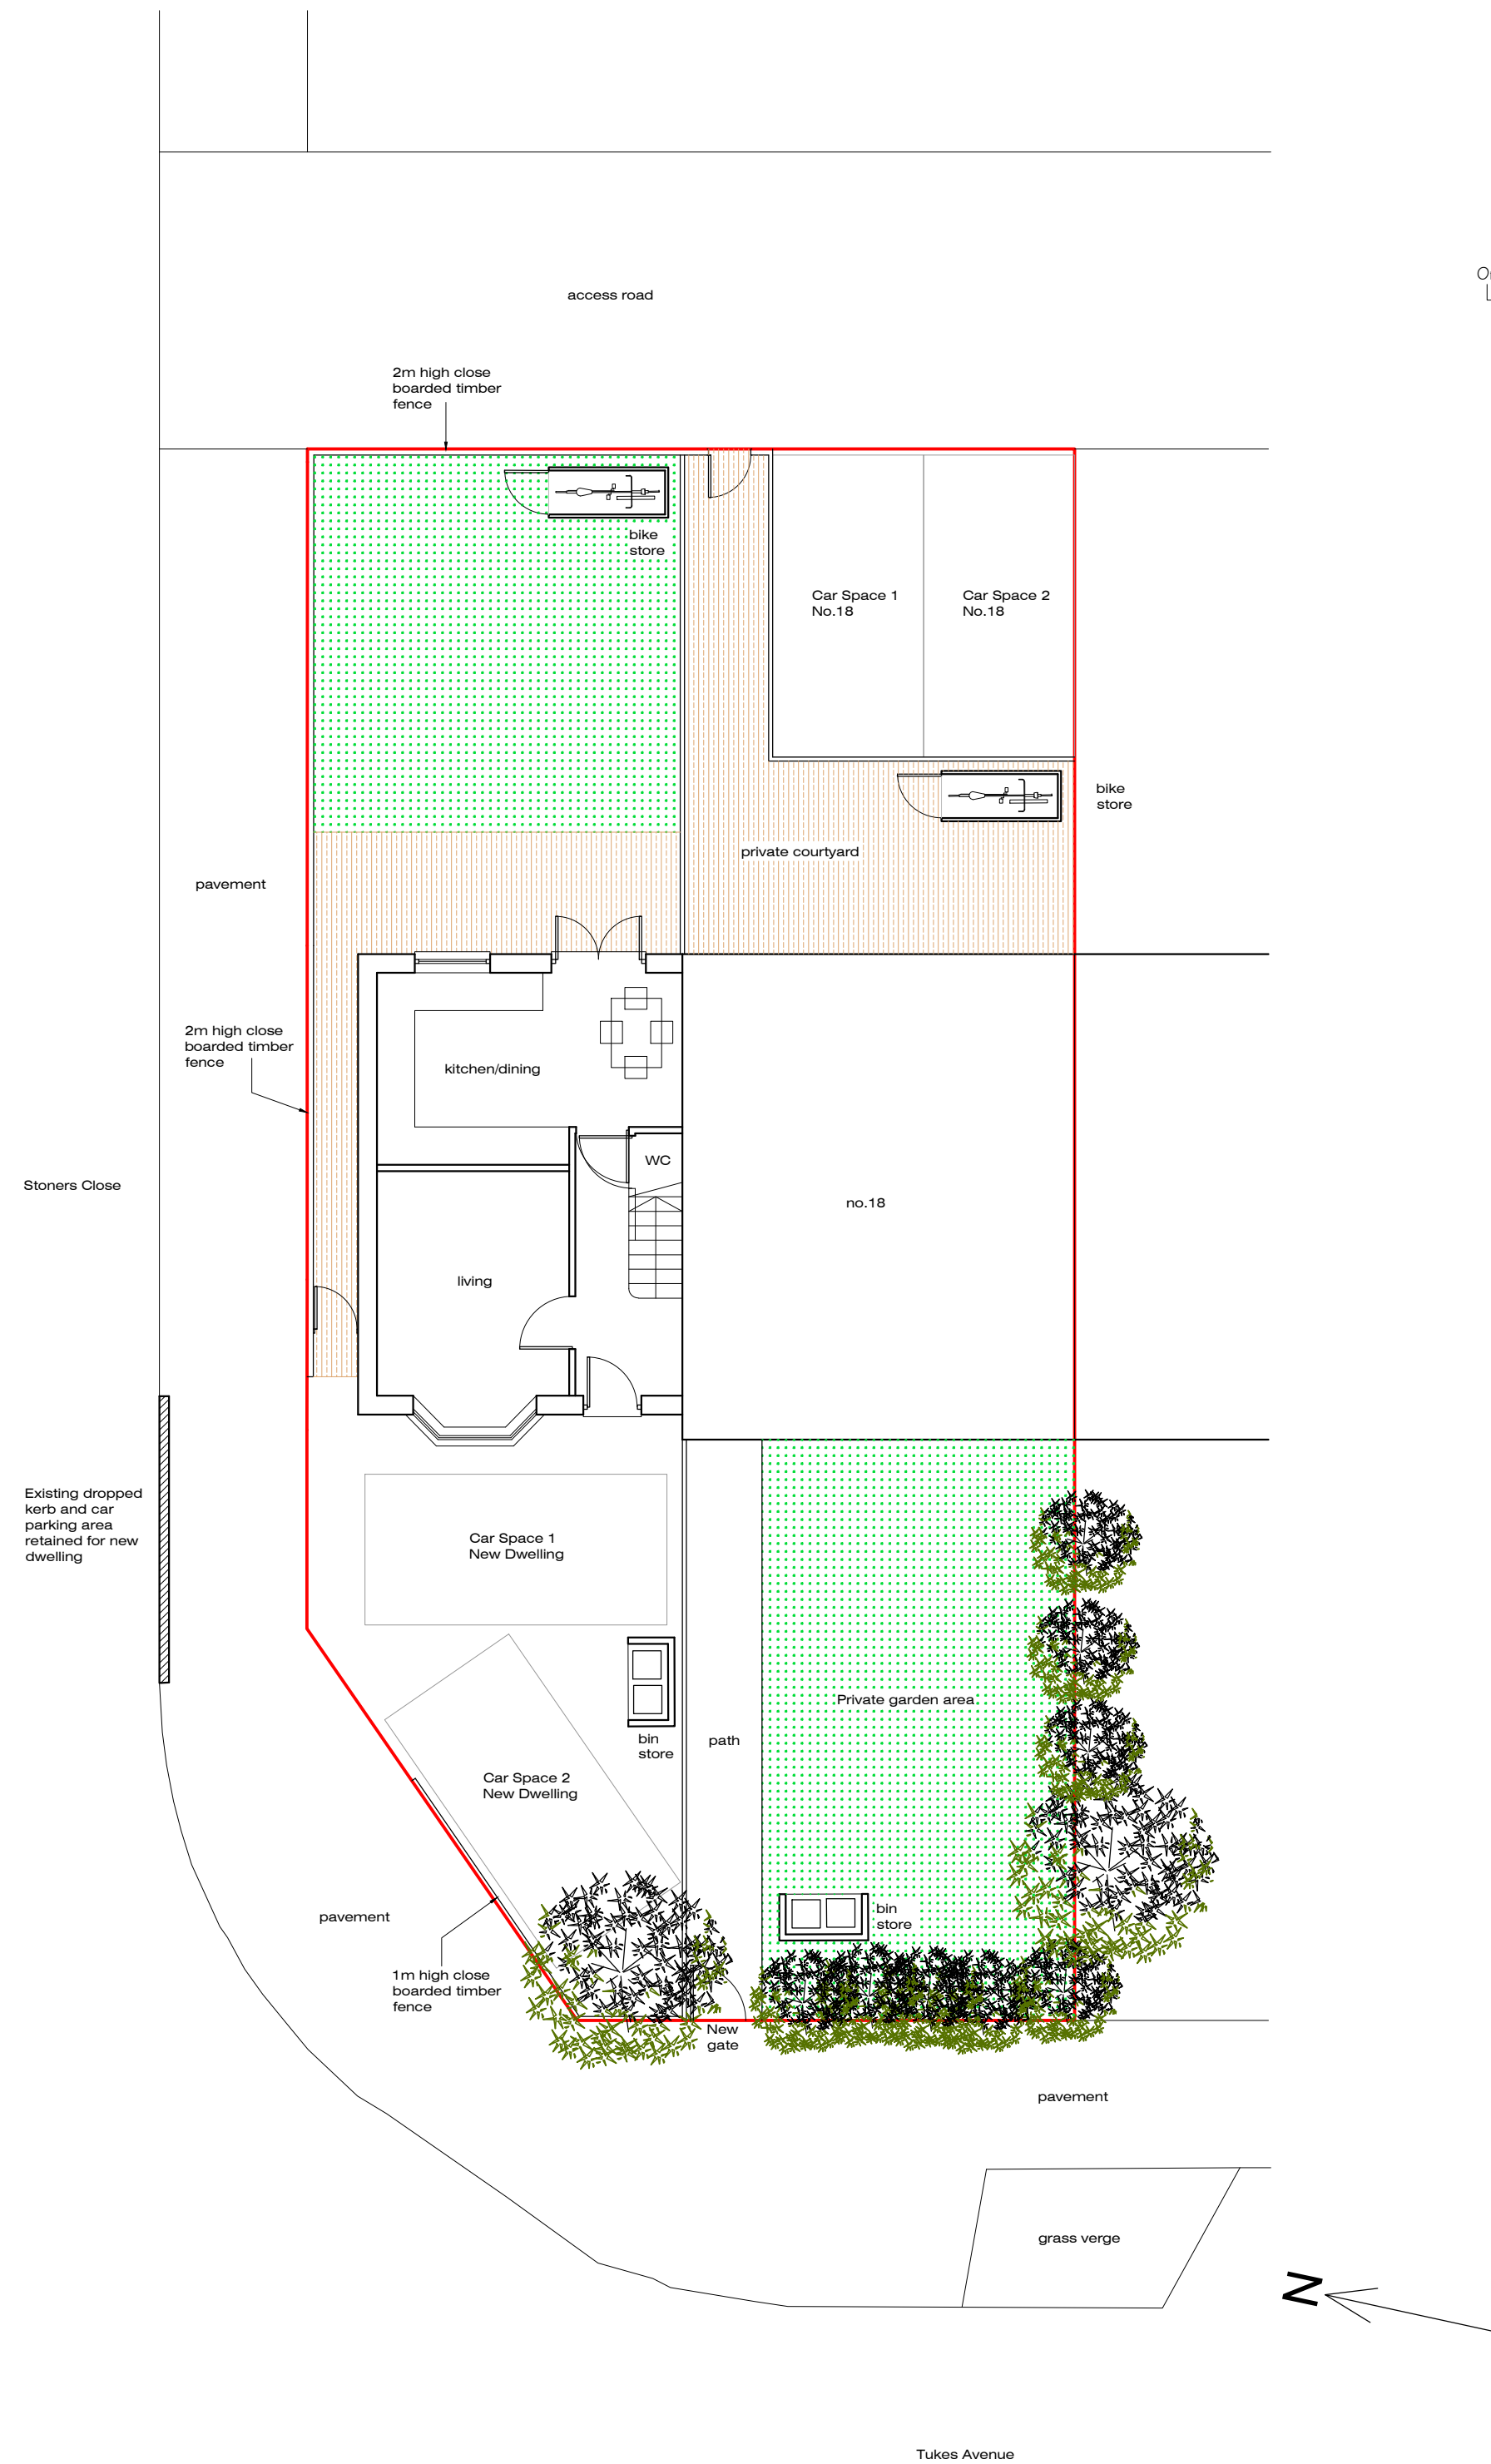 access road
2m high close
boarded timber
fence
bike
store
Car Space 1
No.18
Car Space 2
No.18
bike
store
private courtyard
pavement
2m high close
boarded timber
fence
kitchen/dining
WC
Stoners Close
no.18
living
Existing dropped
kerb and car
parking area
retained for new
dwelling
Car Space 1
New Dwelling
Private garden area
bin
store
path
Car Space 2
New Dwelling
bin
store
pavement
1m high close
boarded timber
fence
New
gate
pavement
grass verge
N
Tukes Avenue